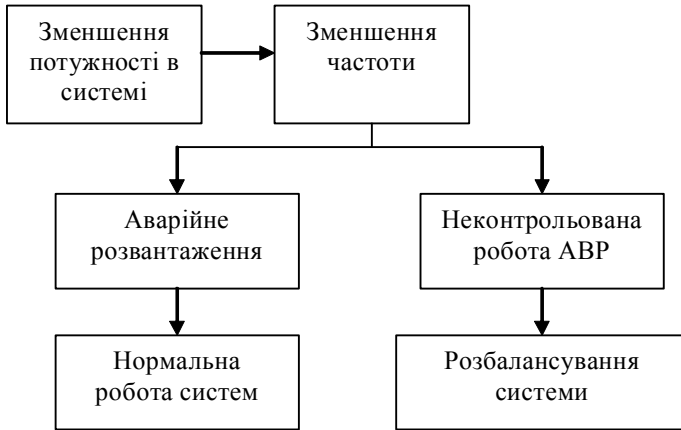 Зменшення
потужності в
системі
Зменшення
частоти
Аварійне
розвантаження
Неконтрольована
робота АВР
Нормальна
робота систем
Розбалансування
системи